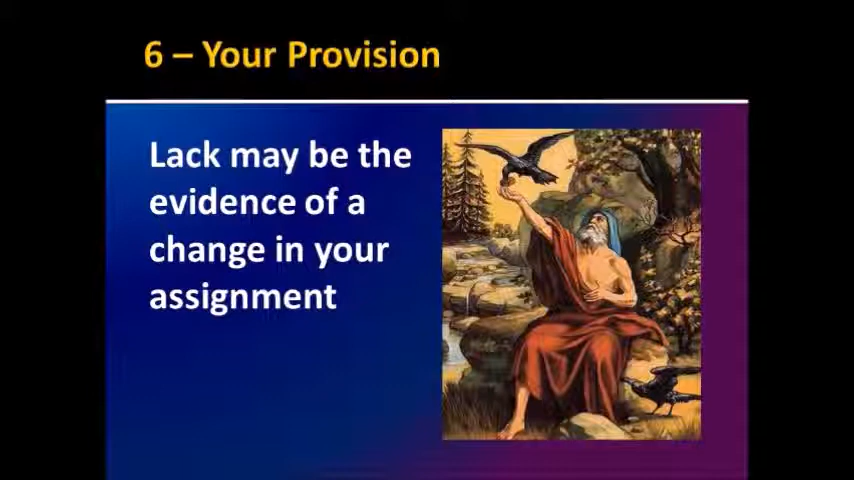 6 – Your Provision
Lack may be the
evidence of a
change in your
assignment